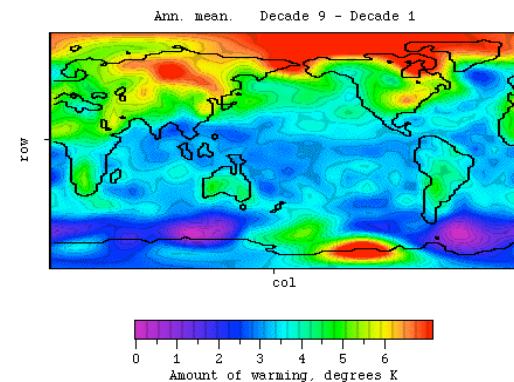 Ann. mean. Decade 9 - Decade 1
row
col
0 1 2 3 4 5 6
Amount of warming, degrees K